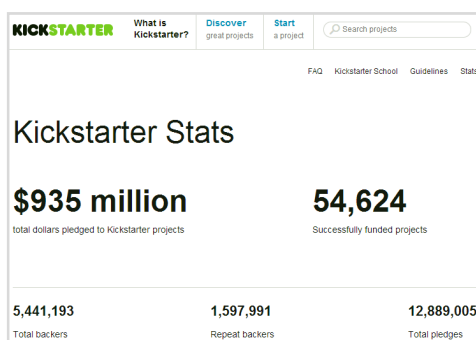 KICKSTARTER
What is Kickstarter?
Discover great projects
Start a project
Search projects
FAQ Kickstarter School Guidelines Stats
Kickstarter Stats
$935 million
total dollars pledged to Kickstarter projects
54,624
Successfully funded projects
5,441,193
Total backers
1,597,991
Repeat backers
12,889,005
Total pledges